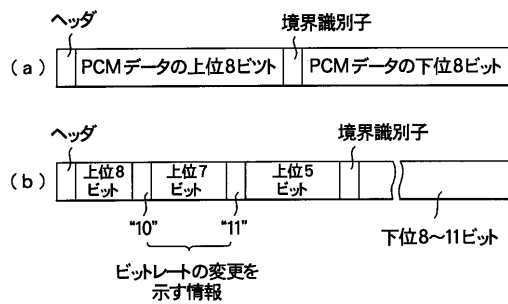 ヘッダ
境界識別子
(a)
PCMデータの上位8ビット
PCMデータの下位8ビット
ヘッダ
境界識別子
(b)
上位8
ビット
上位7
ビット
上位5
ビット
“10”
“11”
下位8~11ビット
ビットレートの変更を
示す情報